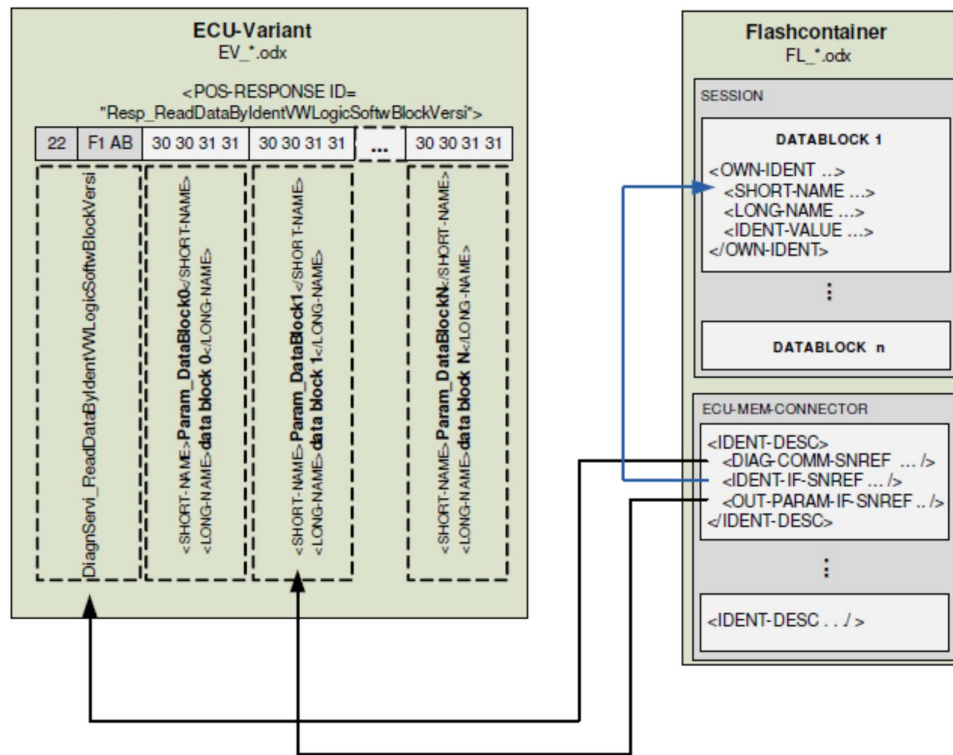 ECU-Variant
EV_*.odx
<POS-RESPONSE ID=
"Resp_ReadDataByIdentVWLogicSoftwBlockVersi">
22 F1 AB 30 30 31 31 30 30 31 31 ... 30 30 31 31
DiagnServi_ReadDataByIdentVWLogicSoftwBlockVersi
<SHORT-NAME>Param_DataBlock0</SHORT-NAME>
<LONG-NAME>data block 0</LONG-NAME>
<SHORT-NAME>Param_DataBlock1</SHORT-NAME>
<LONG-NAME>data block 1</LONG-NAME>
<SHORT-NAME>Param_DataBlockN</SHORT-NAME>
<LONG-NAME>data block N</LONG-NAME>
Flashcontainer
FL_*.odx
SESSION
DATABLOCK 1
<OWN-IDENT ...>
<SHORT-NAME ...>
<LONG-NAME ...>
<IDENT-VALUE ...>
</OWN-IDENT>
⋮
DATABLOCK n
ECU-MEM-CONNECTOR
<IDENT-DESC>
<DIAG-COMM-SNREF ... />
<IDENT-IF-SNREF ... />
<OUT-PARAM-IF-SNREF .. />
</IDENT-DESC>
⋮
<IDENT-DESC . . ./ >